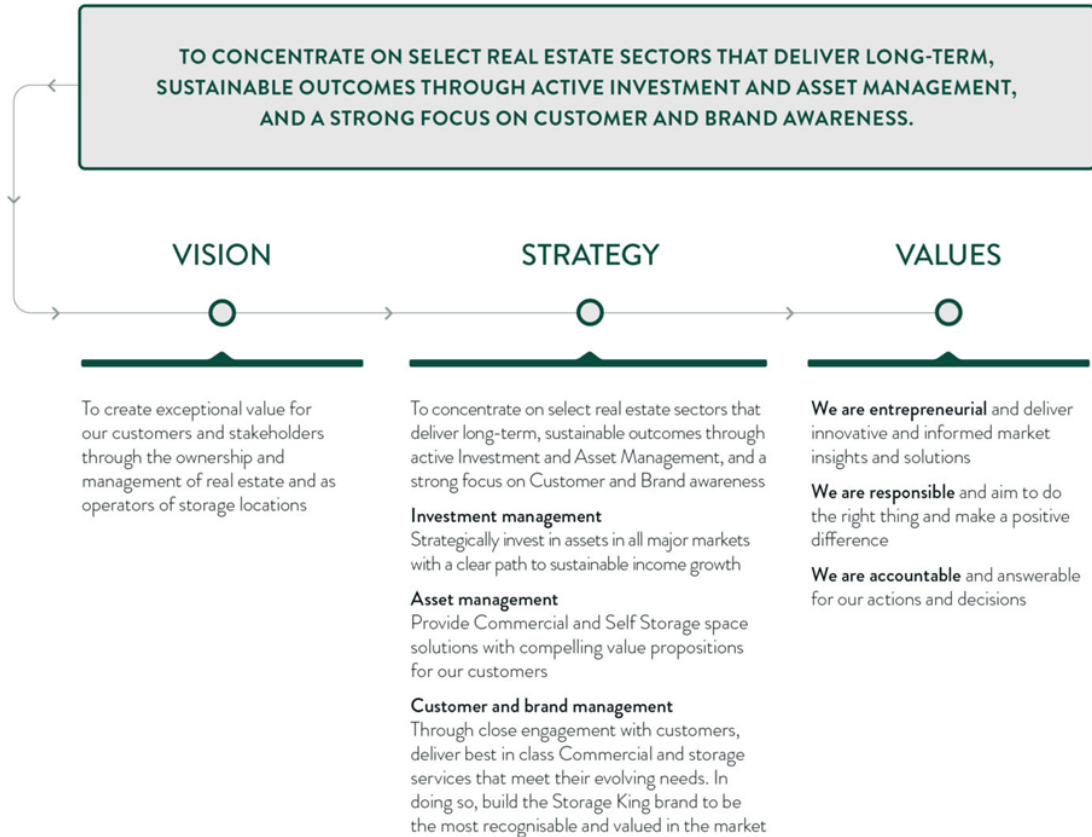 TO CONCENTRATE ON SELECT REAL ESTATE SECTORS THAT DELIVER LONG-TERM,
SUSTAINABLE OUTCOMES THROUGH ACTIVE INVESTMENT AND ASSET MANAGEMENT,
AND A STRONG FOCUS ON CUSTOMER AND BRAND AWARENESS.
VISION
To create exceptional value for
our customers and stakeholders
through the ownership and
management of real estate and as
operators of storage locations
STRATEGY
To concentrate on select real estate sectors that
deliver long-term, sustainable outcomes through
active Investment and Asset Management, and a
strong focus on Customer and Brand awareness
Investment management
Strategically invest in assets in all major markets
with a clear path to sustainable income growth
Asset management
Provide Commercial and Self Storage space
solutions with compelling value propositions
for our customers
Customer and brand management
Through close engagement with customers,
deliver best in class Commercial and storage
services that meet their evolving needs. In
doing so, build the Storage King brand to be
the most recognisable and valued in the market
VALUES
We are entrepreneurial and deliver
innovative and informed market
insights and solutions
We are responsible and aim to do
the right thing and make a positive
difference
We are accountable and answerable
for our actions and decisions